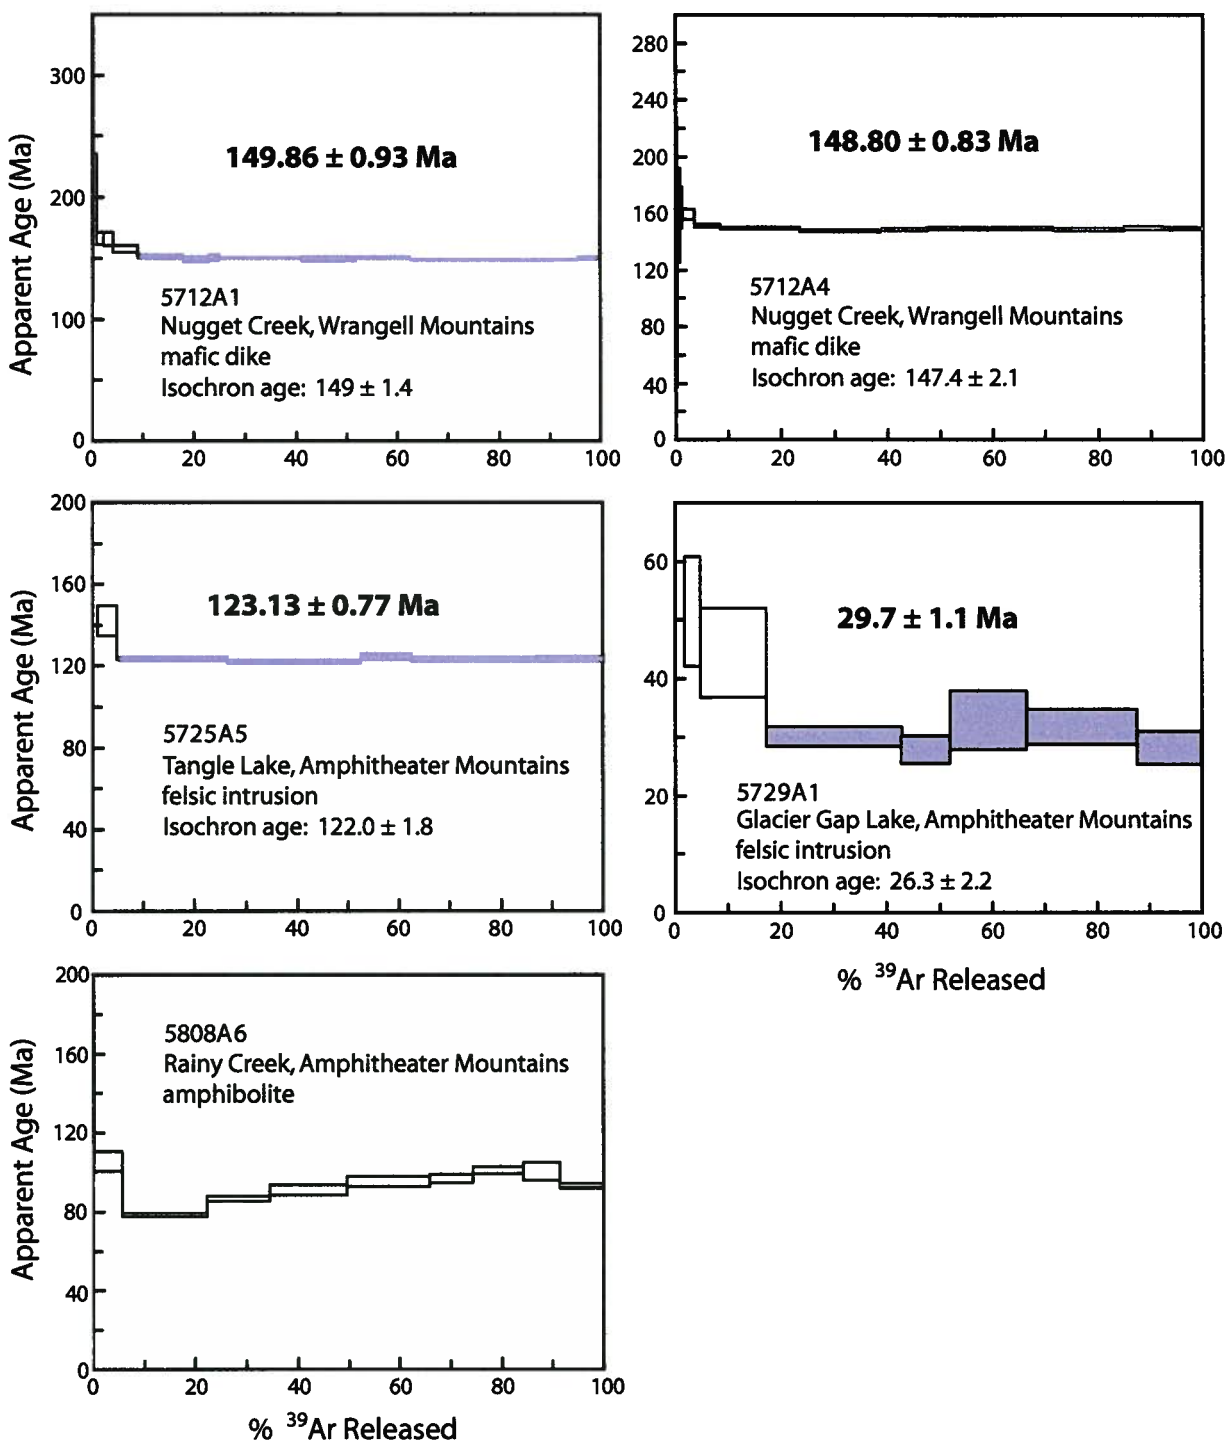 Apparent Age (Ma)
300
200
100
0
149.86 ± 0.93 Ma
5712A1
Nugget Creek, Wrangell Mountains
mafic dike
Isochron age: 149 ± 1.4
0 20 40 60 80 100
280
240
200
160
120
80
40
0
148.80 ± 0.83 Ma
5712A4
Nugget Creek, Wrangell Mountains
mafic dike
Isochron age: 147.4 ± 2.1
0 20 40 60 80 100
Apparent Age (Ma)
200
160
120
80
40
0
123.13 ± 0.77 Ma
5725A5
Tangle Lake, Amphitheater Mountains
felsic intrusion
Isochron age: 122.0 ± 1.8
0 20 40 60 80 100
60
40
20
0
29.7 ± 1.1 Ma
5729A1
Glacier Gap Lake, Amphitheater Mountains
felsic intrusion
Isochron age: 26.3 ± 2.2
0 20 40 60 80 100
% ³⁹Ar Released
Apparent Age (Ma)
200
160
120
80
40
0
5808A6
Rainy Creek, Amphitheater Mountains
amphibolite
0 20 40 60 80 100
% ³⁹Ar Released